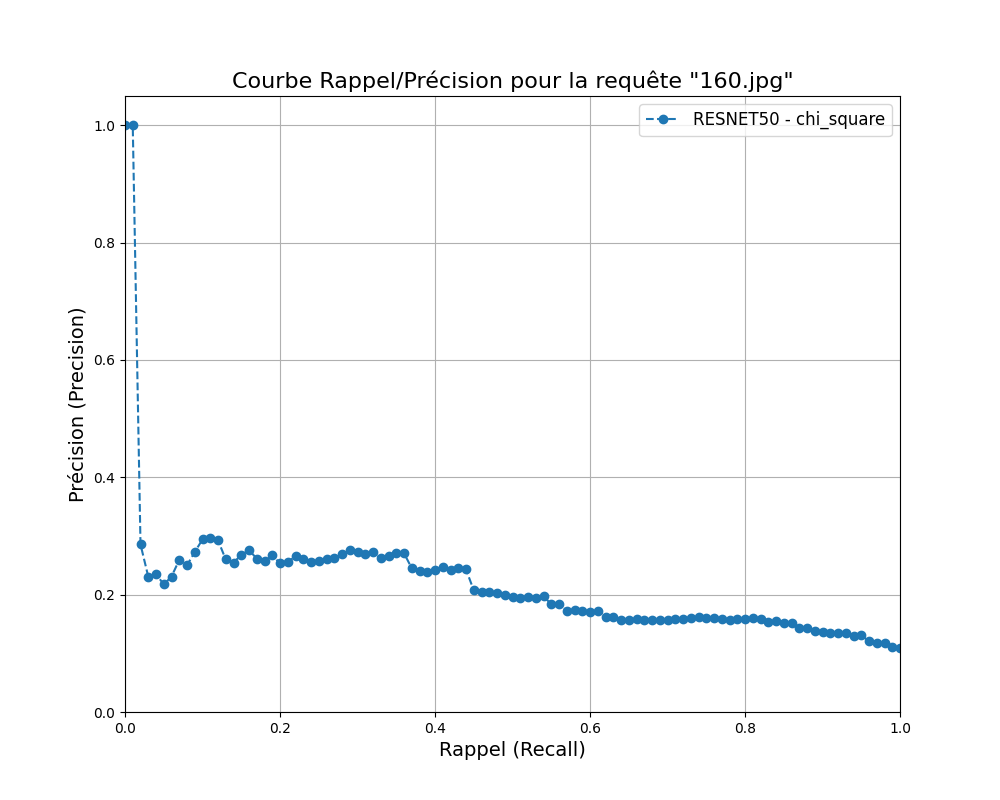 Courbe Rappel/Précision pour la requête "160.jpg"
RESNET50 - chi_square
Précision (Precision)
1.0
0.8
0.6
0.4
0.2
0.0
0.0 0.2 0.4 0.6 0.8 1.0
Rappel (Recall)